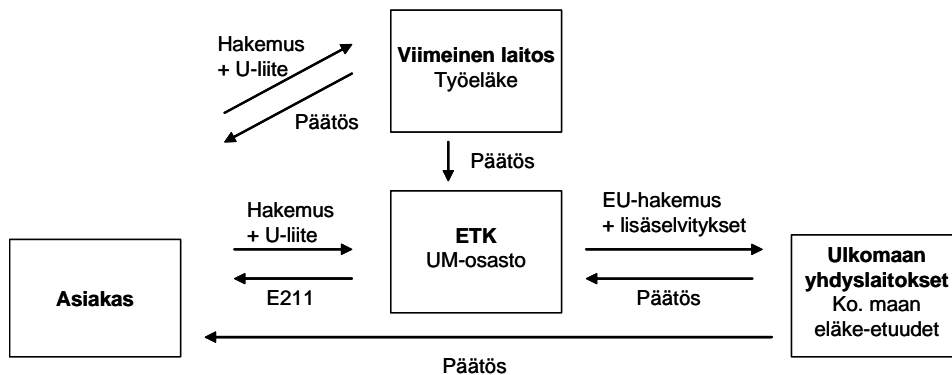 Hakemus
+ U-liite
Viimeinen laitos
Työeläke
Päätös
Päätös
Hakemus
+ U-liite
ETK
UM-osasto
EU-hakemus
+ lisäselvitykset
Asiakas
E211
Päätös
Ulkomaan
yhdyslaitokset
Ko. maan
eläke-etuudet
Päätös